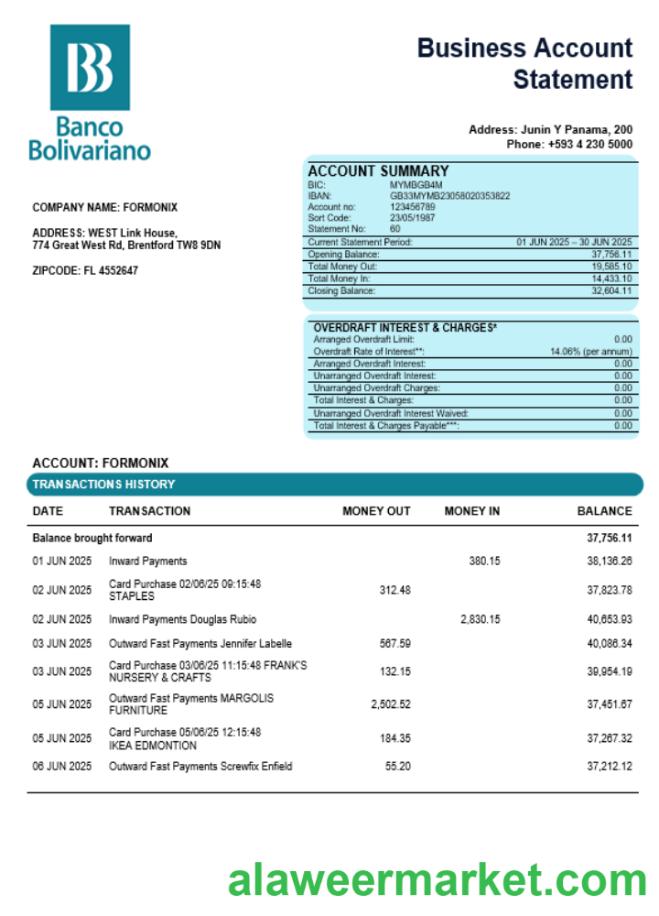 Banco
Bolivariano
Business Account
Statement
Address: Junin Y Panama, 200
Phone: +593 4 230 5000
COMPANY NAME: FORMONIX
ADDRESS: WEST Link House,
774 Great West Rd, Brentford TW8 9DN
ZIPCODE: FL 4552647
ACCOUNT SUMMARY
BIC: MYMBGB4M
IBAN: GB33MYMB23058020353822
Account no: 123456789
Sort Code: 23/05/1987
Statement No: 60
Current Statement Period: 01 JUN 2025 – 30 JUN 2025
Opening Balance: 37,756.11
Total Money Out: 19,585.10
Total Money In: 14,433.10
Closing Balance: 32,604.11
OVERDRAFT INTEREST & CHARGES*
Arranged Overdraft Limit: 0.00
Overdraft Rate of Interest**: 14.06% (per annum)
Arranged Overdraft Interest: 0.00
Unarranged Overdraft Interest: 0.00
Unarranged Overdraft Charges: 0.00
Total Interest & Charges: 0.00
Unarranged Overdraft Interest Waived: 0.00
Total Interest & Charges Payable***: 0.00
ACCOUNT: FORMONIX
TRANSACTIONS HISTORY
DATE TRANSACTION MONEY OUT MONEY IN BALANCE
Balance brought forward 37,756.11
01 JUN 2025 Inward Payments 380.15 38,136.26
02 JUN 2025 Card Purchase 02/06/25 09:15:48
STAPLES 312.48 37,823.78
02 JUN 2025 Inward Payments Douglas Rubio 2,830.15 40,653.93
03 JUN 2025 Outward Fast Payments Jennifer Labelle 567.59 40,086.34
03 JUN 2025 Card Purchase 03/06/25 11:15:48 FRANK'S
NURSERY & CRAFTS 132.15 39,954.19
05 JUN 2025 Outward Fast Payments MARGOLIS
FURNITURE 2,502.52 37,451.67
05 JUN 2025 Card Purchase 05/06/25 12:15:48
IKEA EDMONTION 184.35 37,267.32
06 JUN 2025 Outward Fast Payments Screwfix Enfield 55.20 37,212.12
alaweermarket.com